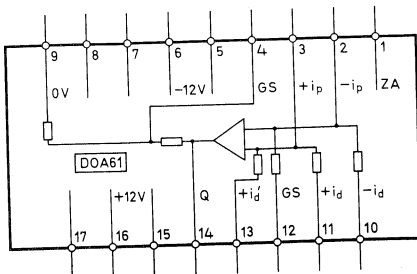 9 8 7 6 5 4 3 2 1
0V -12V GS +ip -ip ZA
DOA61
+12V Q +id' GS +id -id
17 16 15 14 13 12 11 10